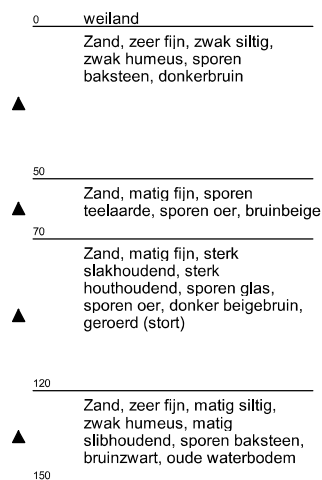 0 weiland
Zand, zeer fijn, zwak siltig,
zwak humeus, sporen
baksteen, donkerbruin
50
Zand, matig fijn, sporen
teelaarde, sporen oer, bruinbeige
70
Zand, matig fijn, sterk
slakhoudend, sterk
houthoudend, sporen glas,
sporen oer, donker beigebruin,
geroerd (stort)
120
Zand, zeer fijn, matig siltig,
zwak humeus, matig
slibhoudend, sporen baksteen,
bruinzwart, oude waterbodem
150